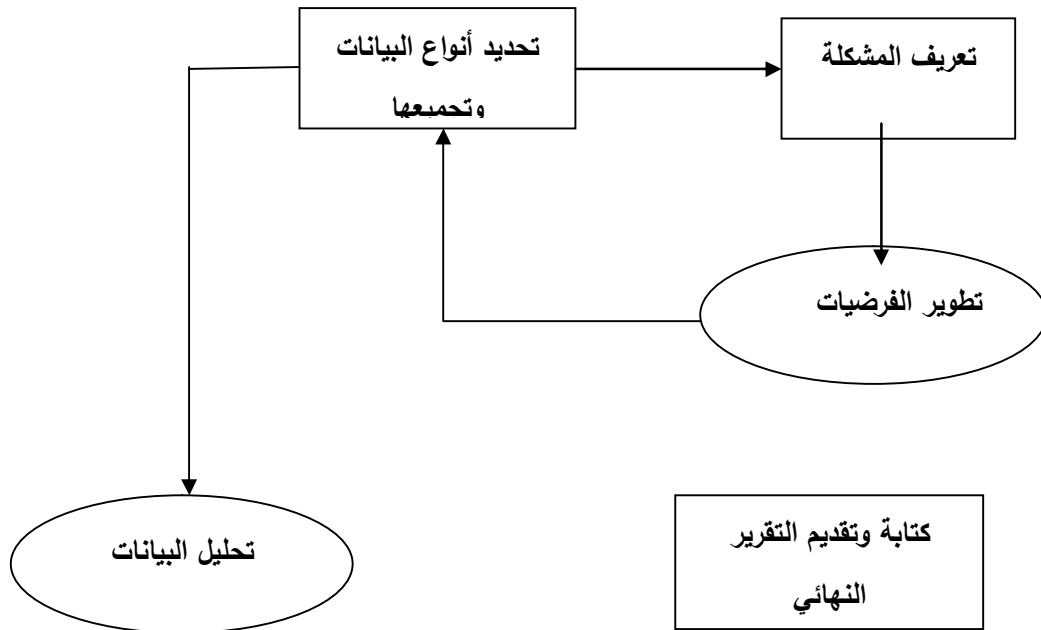 تعريف المشكلة
تحديد أنواع البيانات
وتجميعها
تطوير الفرضيات
تحليل البيانات
كتابة وتقديم التقرير
النهائي